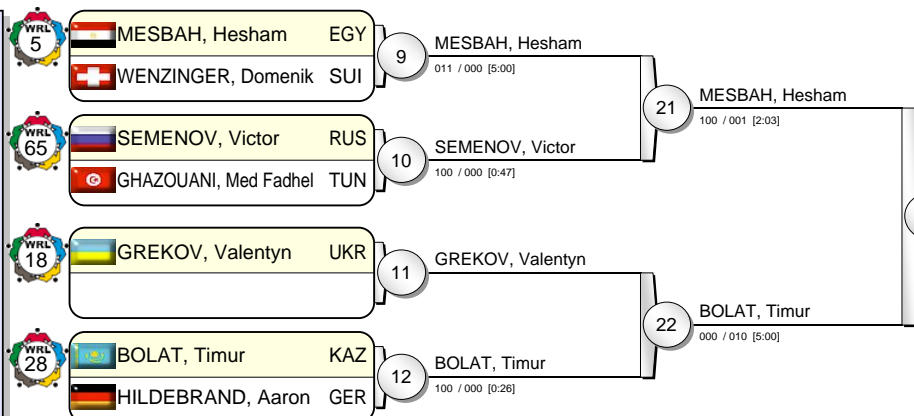 WRL 5
MESBAH, Hesham EGY
WENZINGER, Domenik SUI
9
MESBAH, Hesham
011 / 000 [5:00]
21
MESBAH, Hesham
100 / 001 [2:03]
WRL 65
SEMENOV, Victor RUS
GHAZOUANI, Med Fadhel TUN
10
SEMENOV, Victor
100 / 000 [0:47]
WRL 18
GREKOV, Valentyn UKR
11
GREKOV, Valentyn
22
BOLAT, Timur
000 / 010 [5:00]
WRL 28
BOLAT, Timur KAZ
HILDEBRAND, Aaron GER
12
BOLAT, Timur
100 / 000 [0:26]